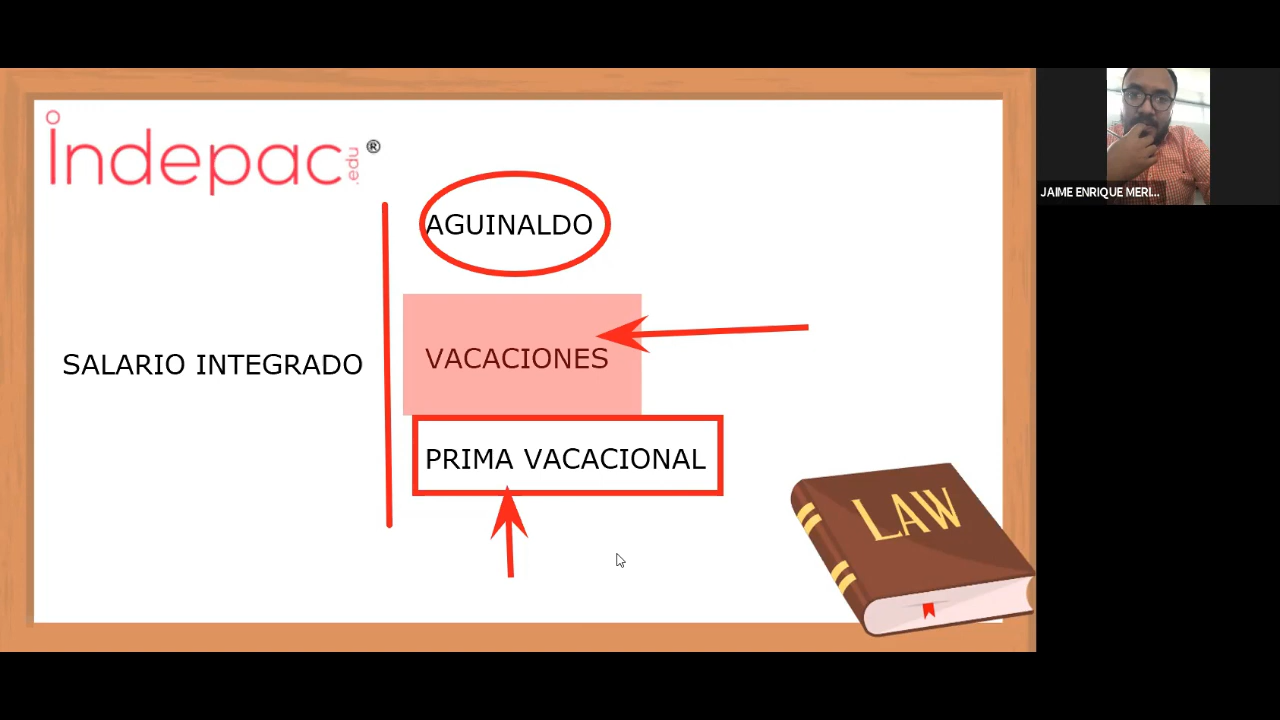 indepac
.edu
®
AGUINALDO
VACACIONES
SALARIO INTEGRADO
PRIMA VACACIONAL
LAW
JAIME ENRIQUE MERI...